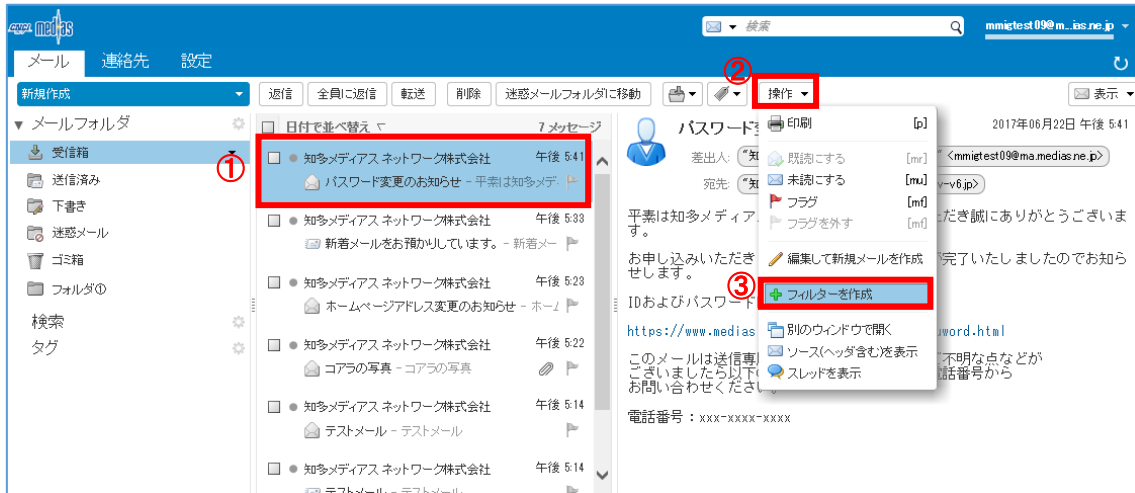 CNCI medias
検索
mmigtest09@m...ias.ne.jp
メール 連絡先 設定
②
新規作成
返信 全員に返信 転送 削除 迷惑メールフォルダに移動 操作 表示
メールフォルダ
受信箱
送信済み
下書き
迷惑メール
ゴミ箱
フォルダ①
検索
タグ
①
日付で並べ替え 7 メッセージ
知多メディアス ネットワーク株式会社 午後 5:41
パスワード変更のお知らせ - 平素は知多メデ
知多メディアス ネットワーク株式会社 午後 5:33
新着メールをお預かりしています。 - 新着メー
知多メディアス ネットワーク株式会社 午後 5:23
ホームページアドレス変更のお知らせ - ホーム
知多メディアス ネットワーク株式会社 午後 5:22
コアラの写真 - コアラの写真
知多メディアス ネットワーク株式会社 午後 5:14
テストメール - テストメール
知多メディアス ネットワーク株式会社 午後 5:14
テストメール - テストメール
印刷 [p]
既読にする [mr]
未読にする [mu]
フラグ [mf]
フラグを外す [mf]
編集して新規メールを作成
③
フィルターを作成
別のウィンドウで開く
ソース(ヘッダ含む)を表示
スレッドを表示
パスワード 2017年06月22日 午後 5:41
差出人: "知 " <mmigtest09@ma.medias.ne.jp>
宛先: "知 v-v6.jp>
平素は知多メディア ただき誠にありがとうございま
す。
お申し込みいただき 完了いたしましたのでお知ら
せします。
IDおよびパスワード
https://www.medias uword.html
このメールは送信専 不明な点などが
ございましたら以下 話番号から
お問い合わせください。
電話番号：xxx-xxxx-xxxx